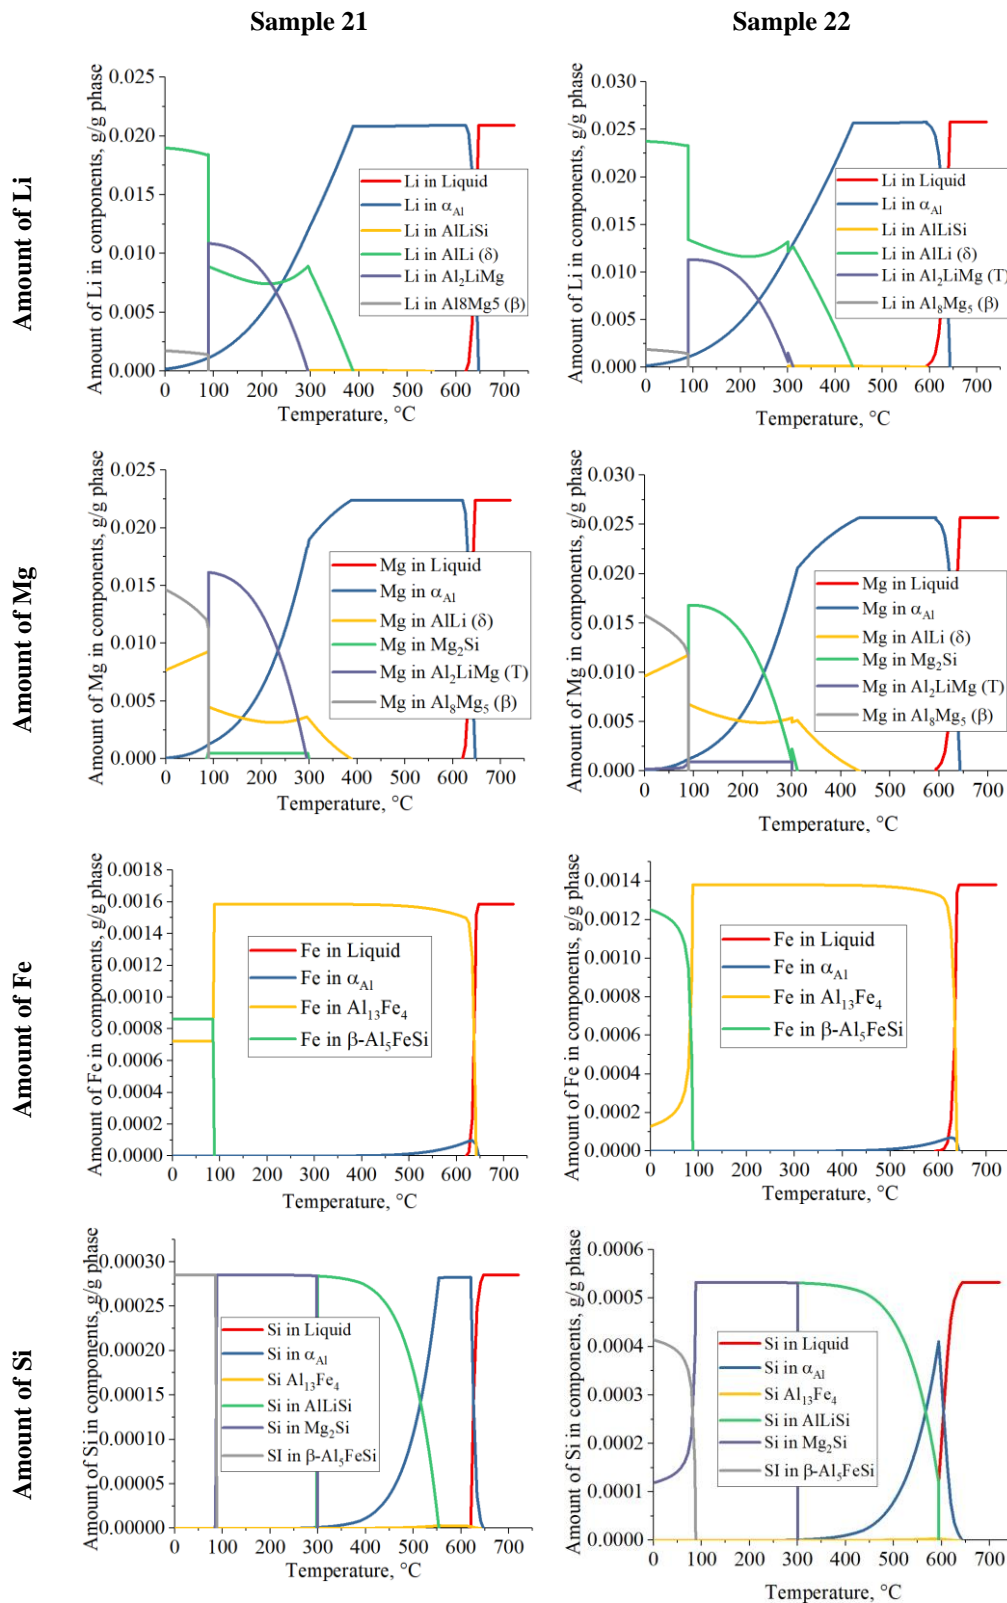 Sample 21
Sample 22
Amount of Li
Amount of Li in components, g/g phase
0.025
0.020
0.015
0.010
0.005
0.000
Li in Liquid
Li in αAl
Li in AlLiSi
Li in AlLi (δ)
Li in Al2LiMg
Li in Al8Mg5 (β)
0 100 200 300 400 500 600 700
Temperature, °C
Amount of Li in components, g/g phase
0.030
0.025
0.020
0.015
0.010
0.005
0.000
Li in Liquid
Li in αAl
Li in AlLiSi
Li in AlLi (δ)
Li in Al2LiMg (T)
Li in Al8Mg5 (β)
0 100 200 300 400 500 600 700
Temperature, °C
Amount of Mg
Amount of Mg in components, g/g phase
0.025
0.020
0.015
0.010
0.005
0.000
Mg in Liquid
Mg in αAl
Mg in AlLi (δ)
Mg in Mg2Si
Mg in Al2LiMg (T)
Mg in Al8Mg5 (β)
0 100 200 300 400 500 600 700
Temperature, °C
Amount of Mg in components, g/g phase
0.030
0.025
0.020
0.015
0.010
0.005
0.000
Mg in Liquid
Mg in αAl
Mg in AlLi (δ)
Mg in Mg2Si
Mg in Al2LiMg (T)
Mg in Al8Mg5 (β)
0 100 200 300 400 500 600 700
Temperature, °C
Amount of Fe
Amount of Fe in components, g/g phase
0.0018
0.0016
0.0014
0.0012
0.0010
0.0008
0.0006
0.0004
0.0002
0.0000
Fe in Liquid
Fe in αAl
Fe in Al13Fe4
Fe in β-Al5FeSi
0 100 200 300 400 500 600 700
Temperature, °C
Amount of Fe in components, g/g phase
0.0014
0.0012
0.0010
0.0008
0.0006
0.0004
0.0002
0.0000
Fe in Liquid
Fe in αAl
Fe in Al13Fe4
Fe in β-Al5FeSi
0 100 200 300 400 500 600 700
Temperature, °C
Amount of Si
Amount of Si in components, g/g phase
0.00030
0.00025
0.00020
0.00015
0.00010
0.00005
0.00000
Si in Liquid
Si in αAl
Si Al13Fe4
Si in AlLiSi
Si in Mg2Si
SI in β-Al5FeSi
0 100 200 300 400 500 600 700
Temperature, °C
Amount of Si in components, g/g phase
0.0006
0.0005
0.0004
0.0003
0.0002
0.0001
0.0000
Si in Liquid
Si in αAl
Si Al13Fe4
Si in AlLiSi
Si in Mg2Si
SI in β-Al5FeSi
0 100 200 300 400 500 600 700
Temperature, °C